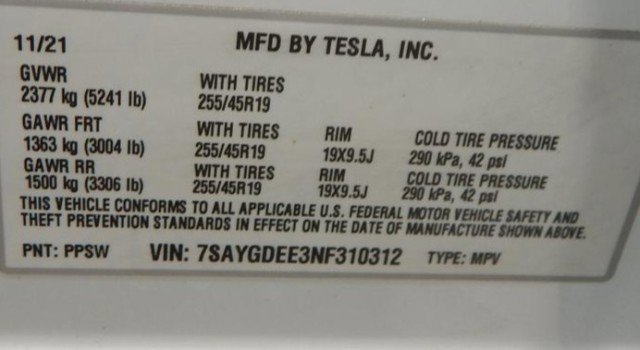 11/21 MFD BY TESLA, INC.
GVWR
2377 kg (5241 lb) WITH TIRES
255/45R19
GAWR FRT WITH TIRES RIM COLD TIRE PRESSURE
1363 kg (3004 lb) 255/45R19 19X9.5J 290 kPa, 42 psi
GAWR RR WITH TIRES RIM COLD TIRE PRESSURE
1500 kg (3306 lb) 255/45R19 19X9.5J 290 kPa, 42 psi
THIS VEHICLE CONFORMS TO ALL APPLICABLE U.S. FEDERAL MOTOR VEHICLE SAFETY AND
THEFT PREVENTION STANDARDS IN EFFECT ON THE DATE OF MANUFACTURE SHOWN ABOVE.
PNT: PPSW VIN: 7SAYGDEE3NF310312 TYPE: MPV